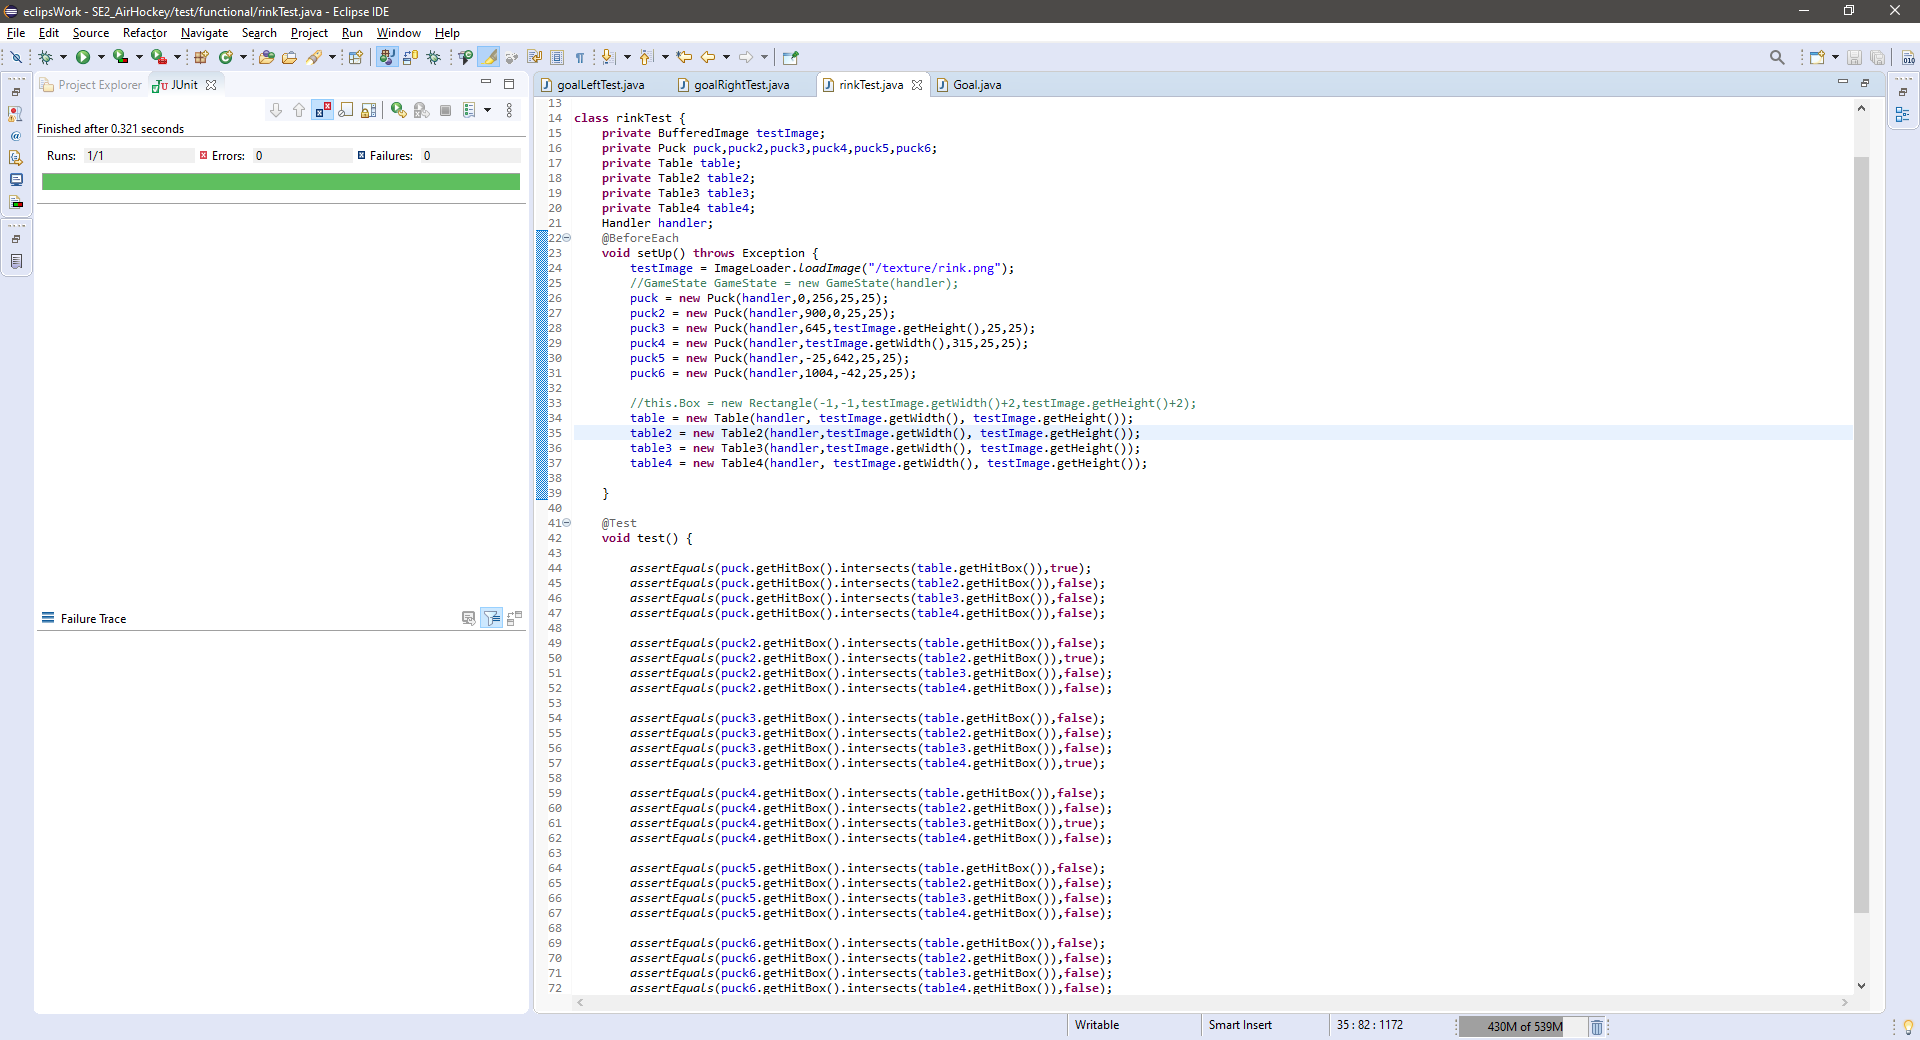 eclipsWork - SE2_AirHockey/test/functional/rinkTest.java - Eclipse IDE
File Edit Source Refactor Navigate Search Project Run Window Help
Project Explorer JUnit
Finished after 0.321 seconds
Runs: 1/1 Errors: 0 Failures: 0
Failure Trace
goalLeftTest.java goalRightTest.java rinkTest.java Goal.java
13
14 class rinkTest {
15 private BufferedImage testImage;
16 private Puck puck,puck2,puck3,puck4,puck5,puck6;
17 private Table table;
18 private Table2 table2;
19 private Table3 table3;
20 private Table4 table4;
21 Handler handler;
22 @BeforeEach
23 void setUp() throws Exception {
24 testImage = ImageLoader.loadImage("/texture/rink.png");
25 //GameState GameState = new GameState(handler);
26 puck = new Puck(handler,0,256,25,25);
27 puck2 = new Puck(handler,900,0,25,25);
28 puck3 = new Puck(handler,645,testImage.getHeight(),25,25);
29 puck4 = new Puck(handler,testImage.getWidth(),315,25,25);
30 puck5 = new Puck(handler,-25,642,25,25);
31 puck6 = new Puck(handler,1004,-42,25,25);
32
33 //this.Box = new Rectangle(-1,-1,testImage.getWidth()+2,testImage.getHeight()+2);
34 table = new Table(handler, testImage.getWidth(), testImage.getHeight());
35 table2 = new Table2(handler,testImage.getWidth(), testImage.getHeight());
36 table3 = new Table3(handler,testImage.getWidth(), testImage.getHeight());
37 table4 = new Table4(handler, testImage.getWidth(), testImage.getHeight());
38
39 }
40
41 @Test
42 void test() {
43
44 assertEquals(puck.getHitBox().intersects(table.getHitBox()),true);
45 assertEquals(puck.getHitBox().intersects(table2.getHitBox()),false);
46 assertEquals(puck.getHitBox().intersects(table3.getHitBox()),false);
47 assertEquals(puck.getHitBox().intersects(table4.getHitBox()),false);
48
49 assertEquals(puck2.getHitBox().intersects(table.getHitBox()),false);
50 assertEquals(puck2.getHitBox().intersects(table2.getHitBox()),true);
51 assertEquals(puck2.getHitBox().intersects(table3.getHitBox()),false);
52 assertEquals(puck2.getHitBox().intersects(table4.getHitBox()),false);
53
54 assertEquals(puck3.getHitBox().intersects(table.getHitBox()),false);
55 assertEquals(puck3.getHitBox().intersects(table2.getHitBox()),false);
56 assertEquals(puck3.getHitBox().intersects(table3.getHitBox()),false);
57 assertEquals(puck3.getHitBox().intersects(table4.getHitBox()),true);
58
59 assertEquals(puck4.getHitBox().intersects(table.getHitBox()),false);
60 assertEquals(puck4.getHitBox().intersects(table2.getHitBox()),false);
61 assertEquals(puck4.getHitBox().intersects(table3.getHitBox()),true);
62 assertEquals(puck4.getHitBox().intersects(table4.getHitBox()),false);
63
64 assertEquals(puck5.getHitBox().intersects(table.getHitBox()),false);
65 assertEquals(puck5.getHitBox().intersects(table2.getHitBox()),false);
66 assertEquals(puck5.getHitBox().intersects(table3.getHitBox()),false);
67 assertEquals(puck5.getHitBox().intersects(table4.getHitBox()),false);
68
69 assertEquals(puck6.getHitBox().intersects(table.getHitBox()),false);
70 assertEquals(puck6.getHitBox().intersects(table2.getHitBox()),false);
71 assertEquals(puck6.getHitBox().intersects(table3.getHitBox()),false);
72 assertEquals(puck6.getHitBox().intersects(table4.getHitBox()),false);
Writable Smart Insert 35 : 82 : 1172 430M of 539M